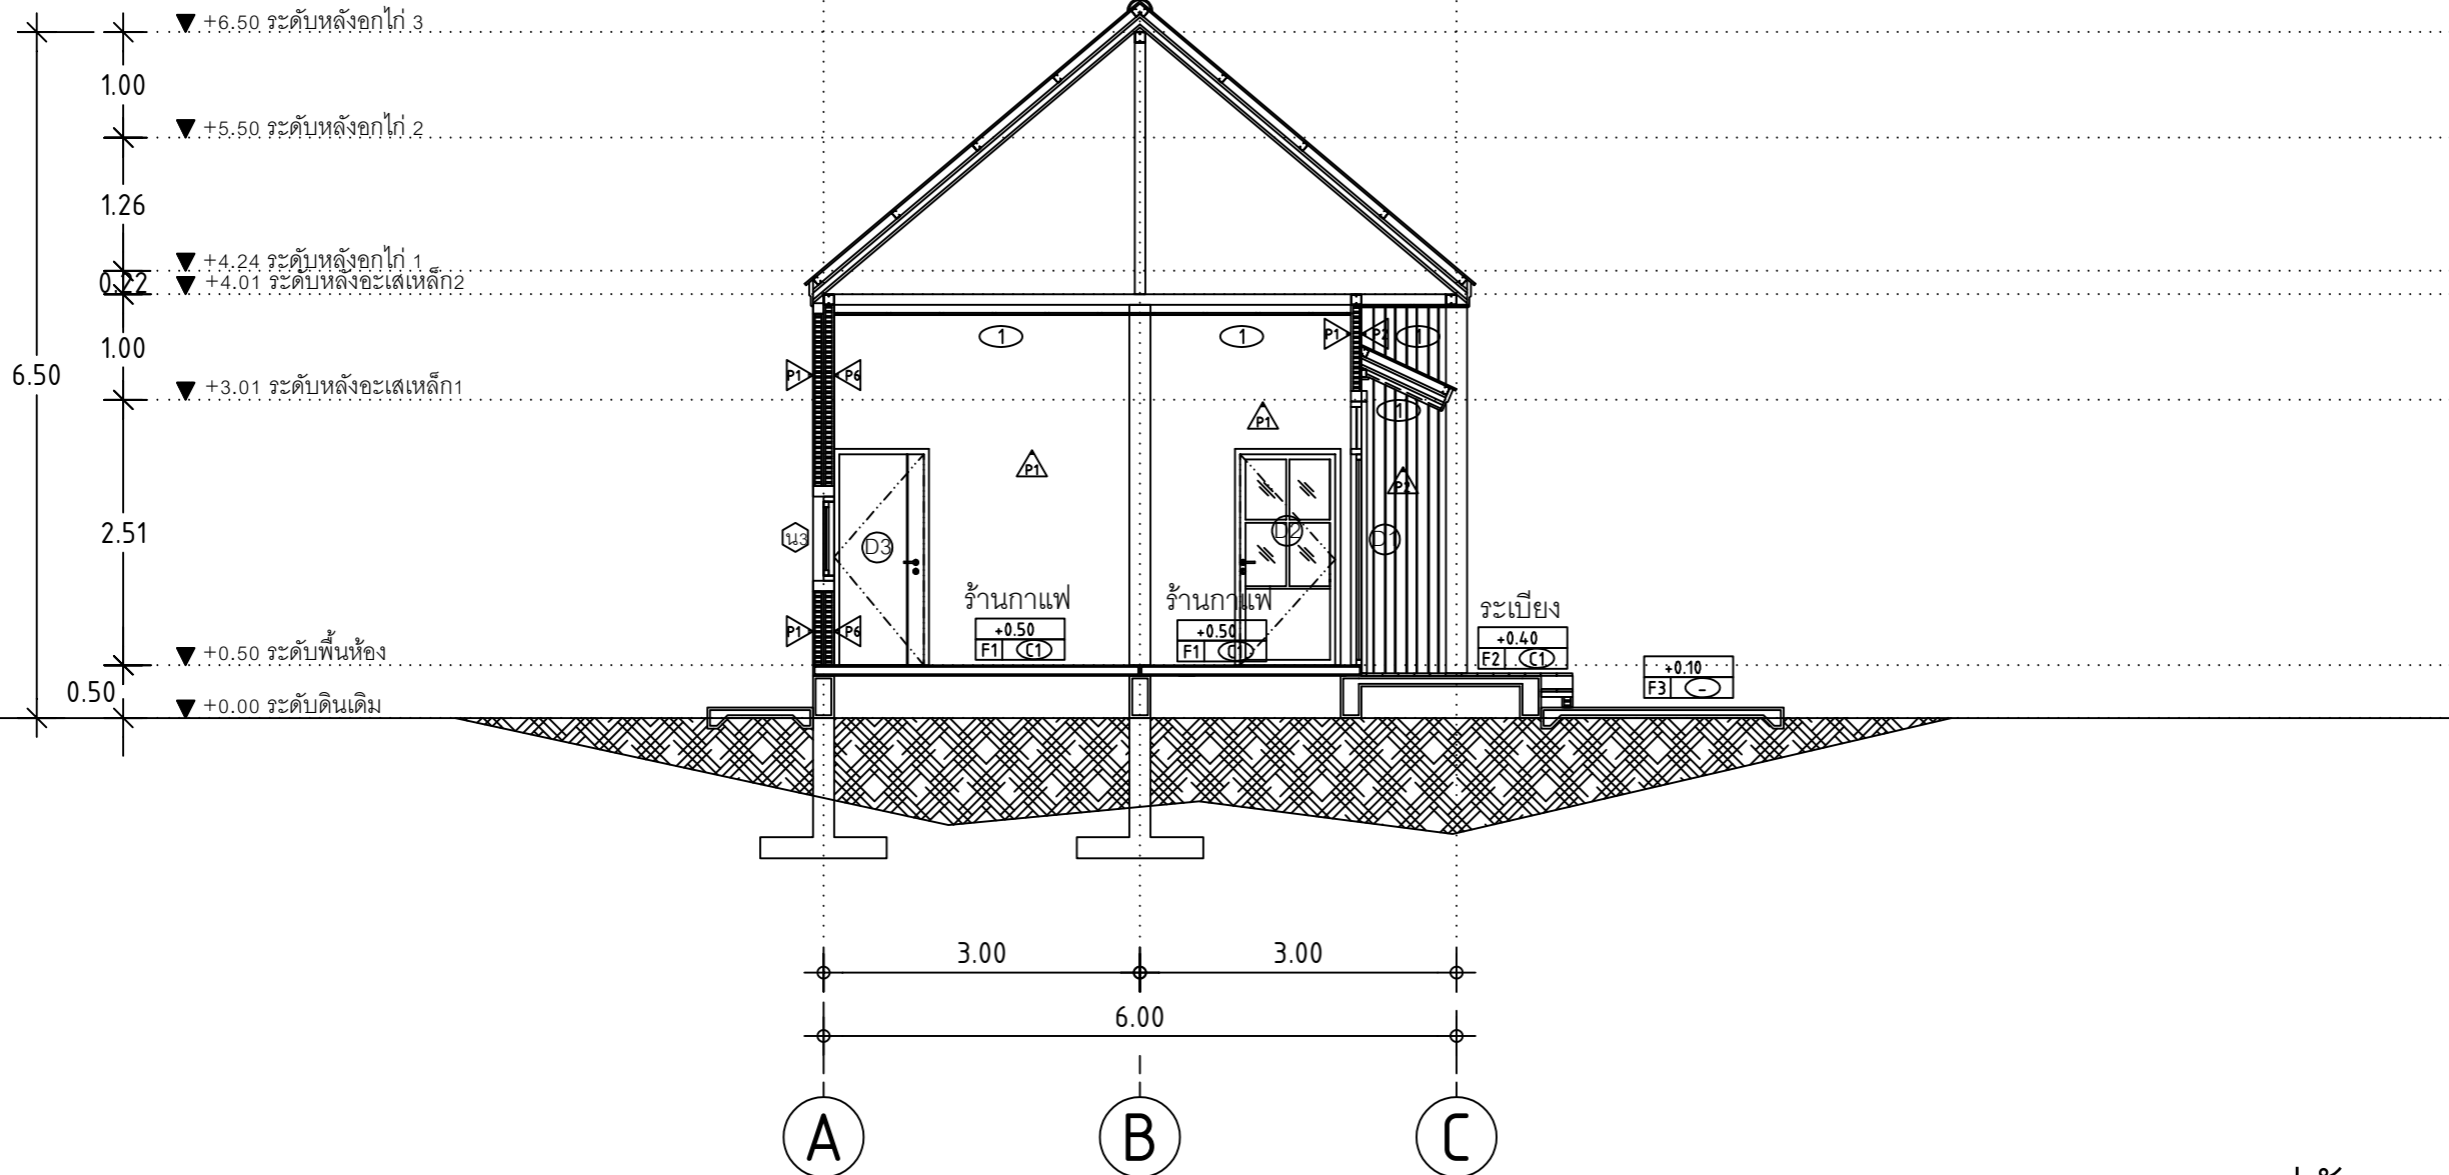 +6.50 ระดับหลังอกไก่ 3
1.00
+5.50 ระดับหลังอกไก่ 2
1.26
+4.24 ระดับหลังอกไก่ 1
0.22
+4.01 ระดับหลังอะเสเหล็ก2
1 1 P1 P2 1
1.00
6.50
P1 P6
+3.01 ระดับหลังอะเสเหล็ก1
1
P1
P1
P2
2.51
น3 D3 D2 D1
ร้านกาแฟ ร้านกาแฟ ระเบียง
+0.50 +0.50 +0.40
P1 P6
F1 C1 F1 C1 F2 C1
+0.50 ระดับพื้นห้อง
+0.10
0.50
F3 -
+0.00 ระดับดินเดิม
3.00 3.00
6.00
A B C